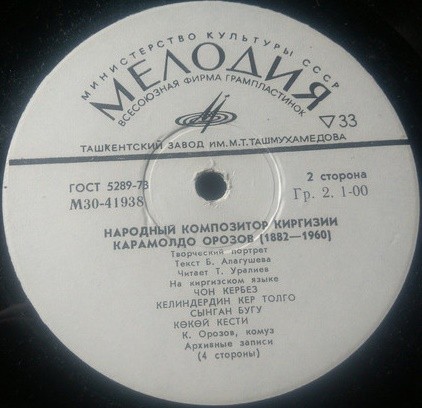 МИНИСТЕРСТВО КУЛЬТУРЫ СССР
МЕЛОДИЯ
ВСЕСОЮЗНАЯ ФИРМА ГРАМПЛАСТИНОК
▽33
ТАШКЕНТСКИЙ ЗАВОД ИМ. М.Т. ТАШМУХАМЕДОВА
ГОСТ 5289-73
2 сторона
М30-41938
Гр. 2. 1-00
НАРОДНЫЙ КОМПОЗИТОР КИРГИЗИИ
КАРАМОЛДО ОРОЗОВ (1882—1960)
Творческий портрет
Текст Б. Алагушева
Читает Т. Уралиев
На киргизском языке
ЧОН КЕРБЕЗ
КЕЛИНДЕРДИН КЕР ТОЛГО
СЫНГАН БУГУ
КӨКӨЙ КЕСТИ
К. Орозов, комуз
Архивные записи
(4 стороны)